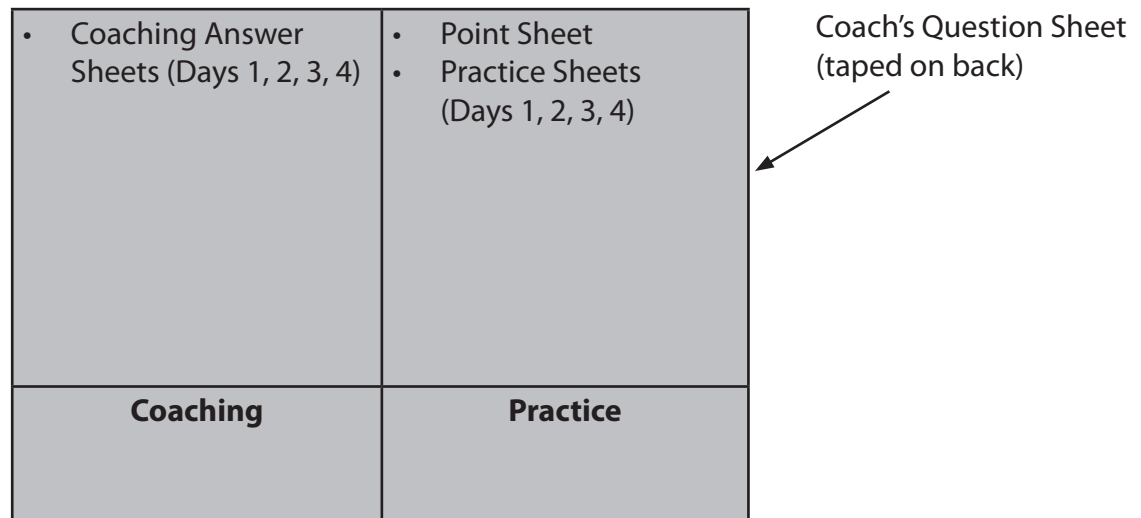 • Coaching Answer
Sheets (Days 1, 2, 3, 4)
• Point Sheet
• Practice Sheets
(Days 1, 2, 3, 4)
Coach’s Question Sheet
(taped on back)
Coaching
Practice